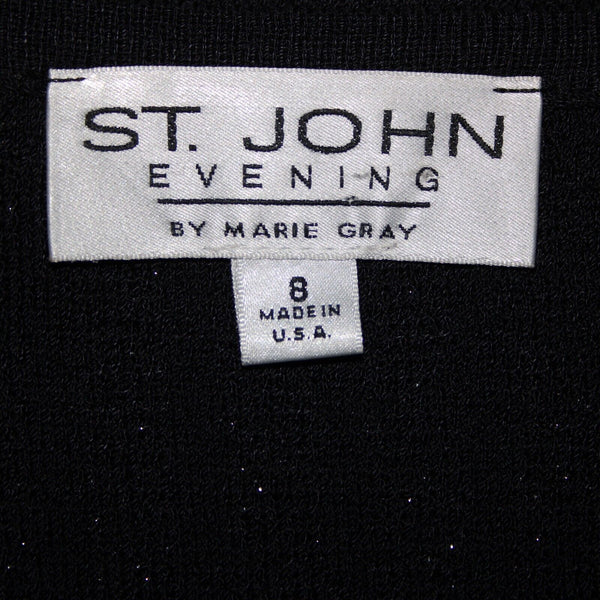 ST. JOHN
EVENING
BY MARIE GRAY
8
MADE IN
U.S.A.